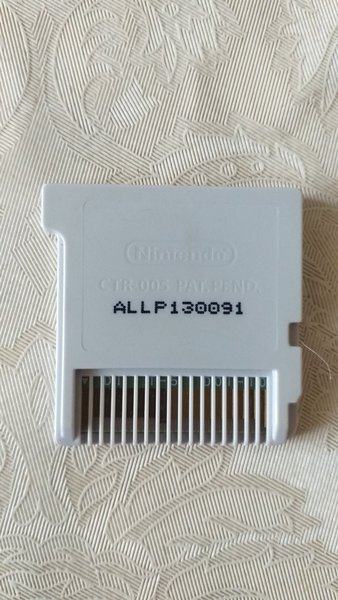 Nintendo
CTR-005 PAT.PEND.
ALLP130091